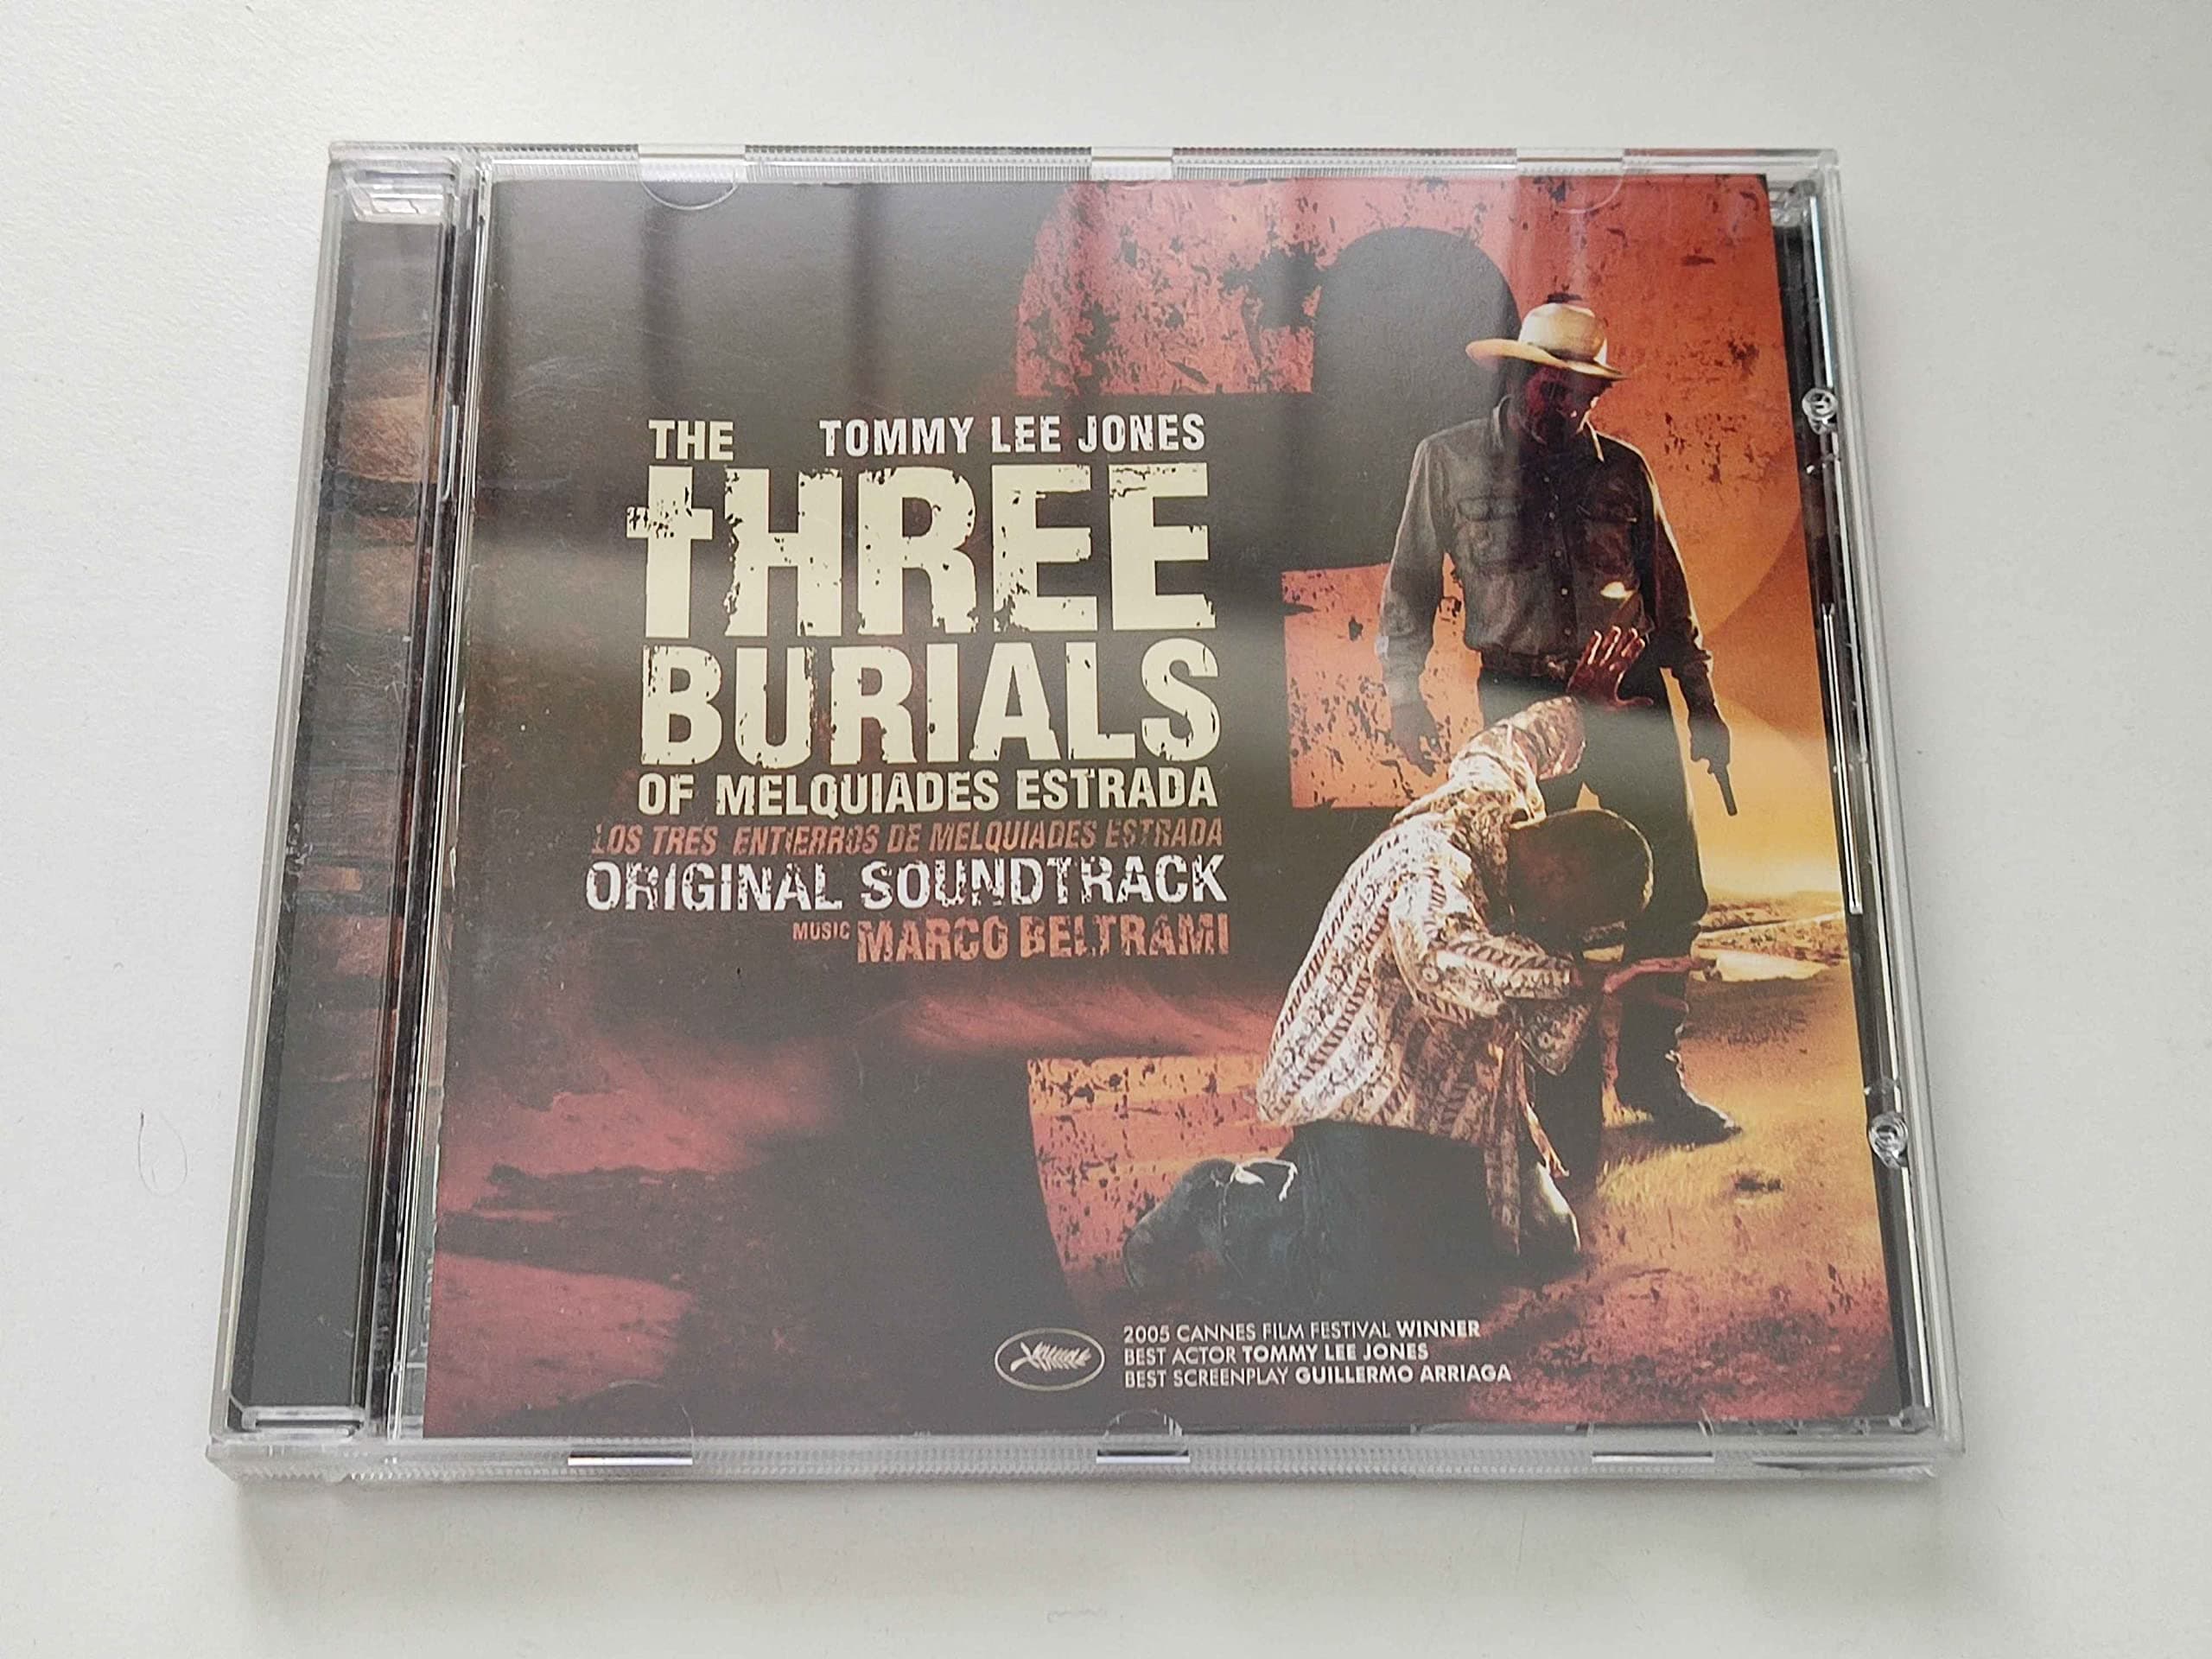 THE TOMMY LEE JONES
tHREE
BURIALS
OF MELQUIADES ESTRADA
LOS TRES ENTIERROS DE MELQUIADES ESTRADA
ORIGINAL SOUNDTRACK
MUSIC MARCO BELTRAMI
2005 CANNES FILM FESTIVAL WINNER
BEST ACTOR TOMMY LEE JONES
BEST SCREENPLAY GUILLERMO ARRIAGA